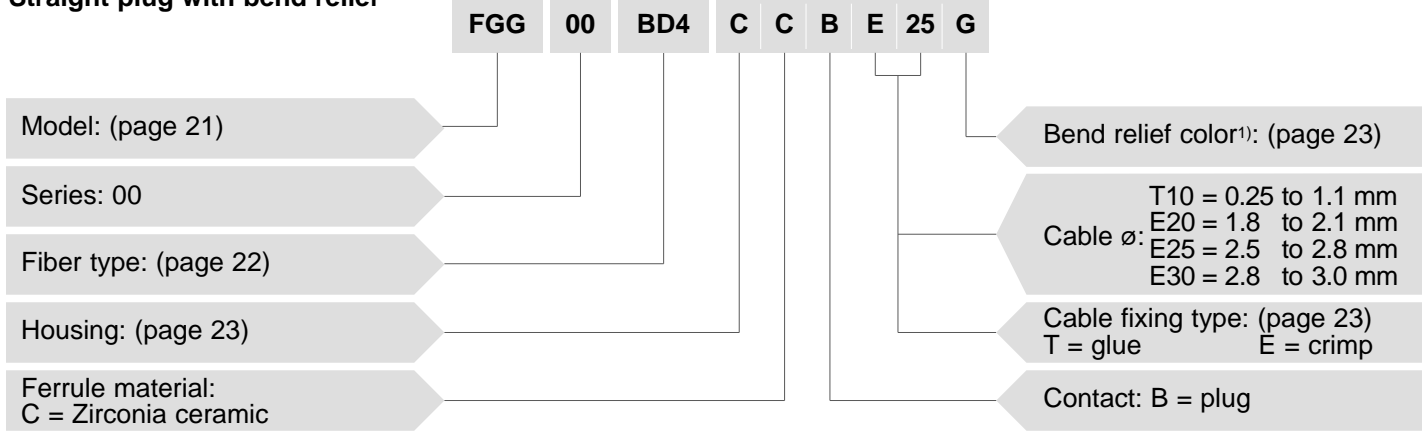 Straight plug with bend relief
FGG 00 BD4 C C B E 25 G
Model: (page 21)
Series: 00
Fiber type: (page 22)
Housing: (page 23)
Ferrule material:
C = Zirconia ceramic
Bend relief color1): (page 23)
Cable ø:
T10 = 0.25 to 1.1 mm
E20 = 1.8 to 2.1 mm
E25 = 2.5 to 2.8 mm
E30 = 2.8 to 3.0 mm
Cable fixing type: (page 23)
T = glue E = crimp
Contact: B = plug